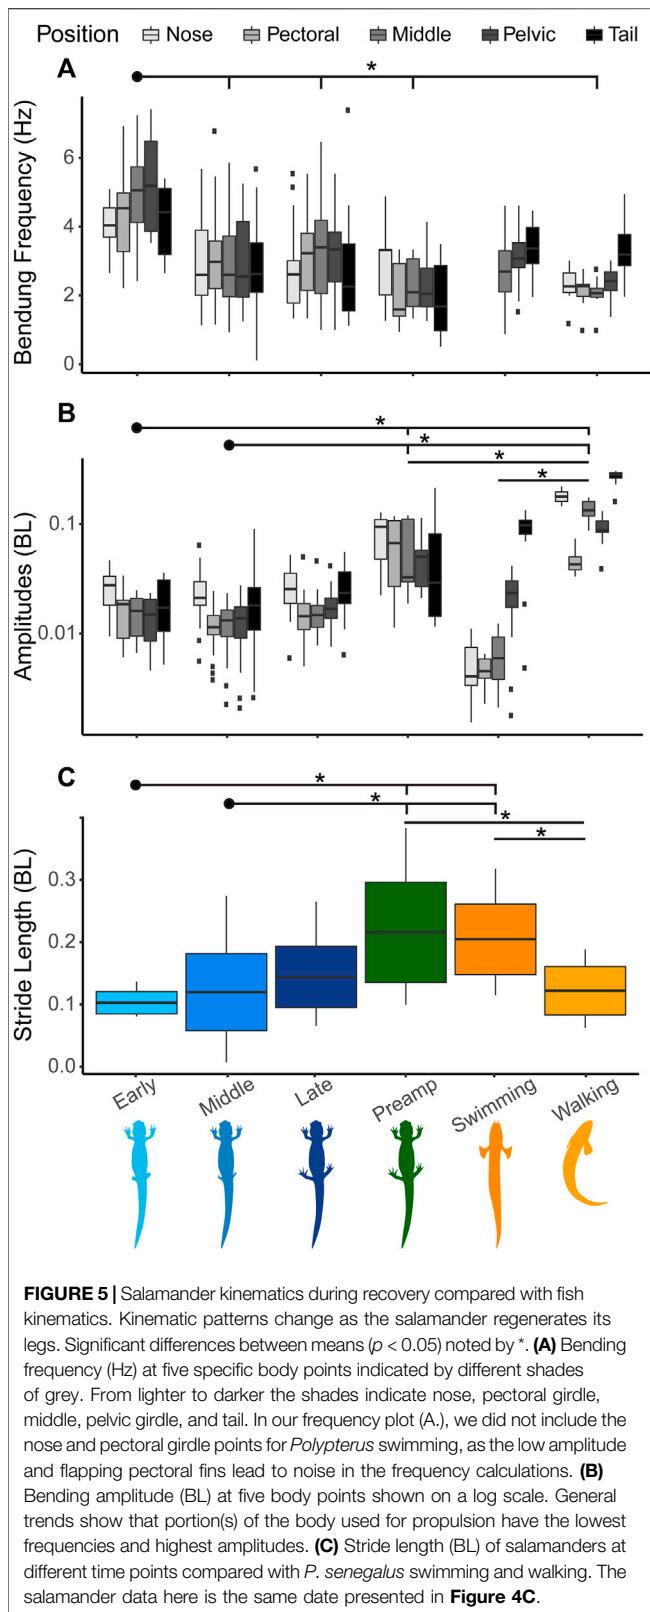 Position Nose Pectoral Middle Pelvic Tail
A
*
Bendung Frequency (Hz)
6
4
2
0
B
*
*
*
*
Amplitudes (BL)
0.1
0.01
C
*
*
*
*
Stride Length (BL)
0.3
0.2
0.1
0.0
Early Middle Late Preamp Swimming Walking
FIGURE 5 | Salamander kinematics during recovery compared with fish
kinematics. Kinematic patterns change as the salamander regenerates its
legs. Significant differences between means (p < 0.05) noted by *. (A) Bending
frequency (Hz) at five specific body points indicated by different shades
of grey. From lighter to darker the shades indicate nose, pectoral girdle,
middle, pelvic girdle, and tail. In our frequency plot (A.), we did not include the
nose and pectoral girdle points for Polypterus swimming, as the low amplitude
and flapping pectoral fins lead to noise in the frequency calculations. (B)
Bending amplitude (BL) at five body points shown on a log scale. General
trends show that portion(s) of the body used for propulsion have the lowest
frequencies and highest amplitudes. (C) Stride length (BL) of salamanders at
different time points compared with P. senegalus swimming and walking. The
salamander data here is the same date presented in Figure 4C.